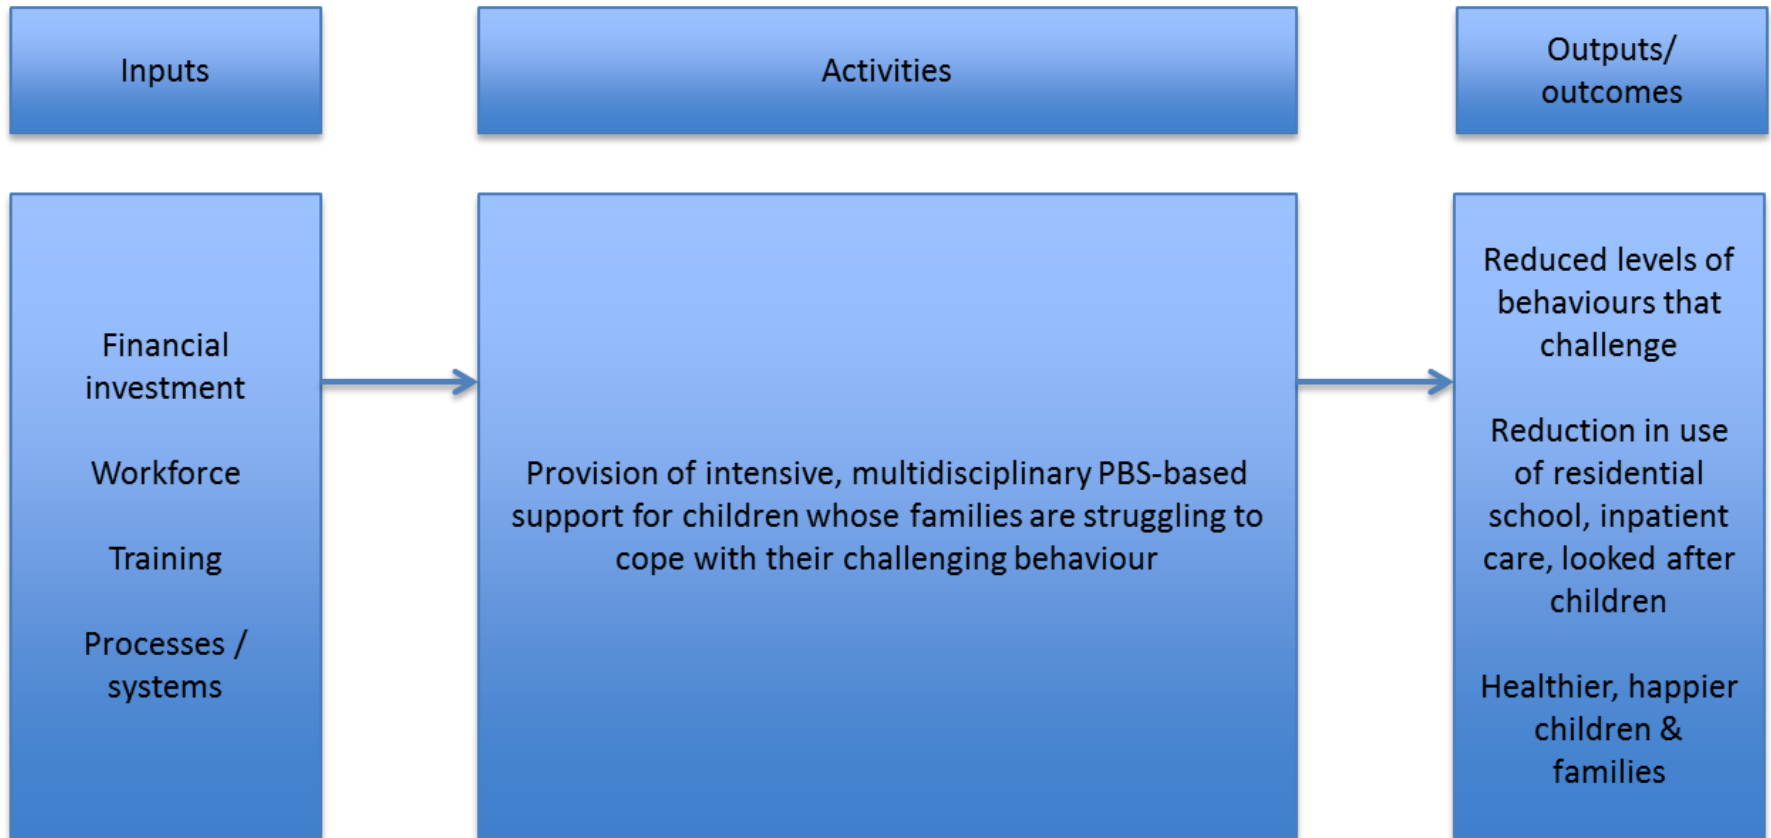 Inputs
Activities
Outputs/
outcomes
Financial
investment
Workforce
Training
Processes /
systems
Provision of intensive, multidisciplinary PBS-based
support for children whose families are struggling to
cope with their challenging behaviour
Reduced levels of
behaviours that
challenge
Reduction in use
of residential
school, inpatient
care, looked after
children
Healthier, happier
children &
families